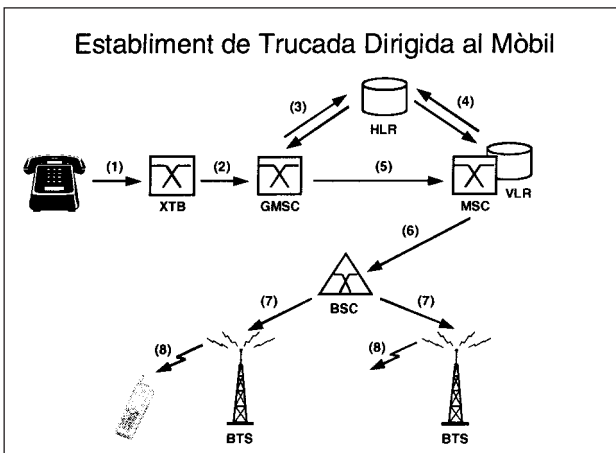 Establiment de Trucada Dirigida al Mòbil
(3)
(4)
HLR
(1)
(2)
(5)
XTB
GMSC
MSC
VLR
(6)
BSC
(7)
(7)
(8)
(8)
BTS
BTS